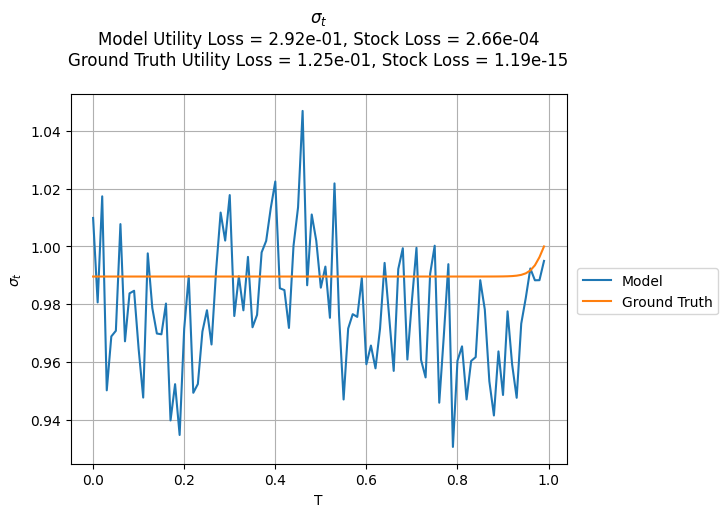 σₜ
Model Utility Loss = 2.92e-01, Stock Loss = 2.66e-04
Ground Truth Utility Loss = 1.25e-01, Stock Loss = 1.19e-15
1.04
1.02
1.00
0.98
0.96
0.94
σₜ
0.0 0.2 0.4 0.6 0.8 1.0
T
Model
Ground Truth